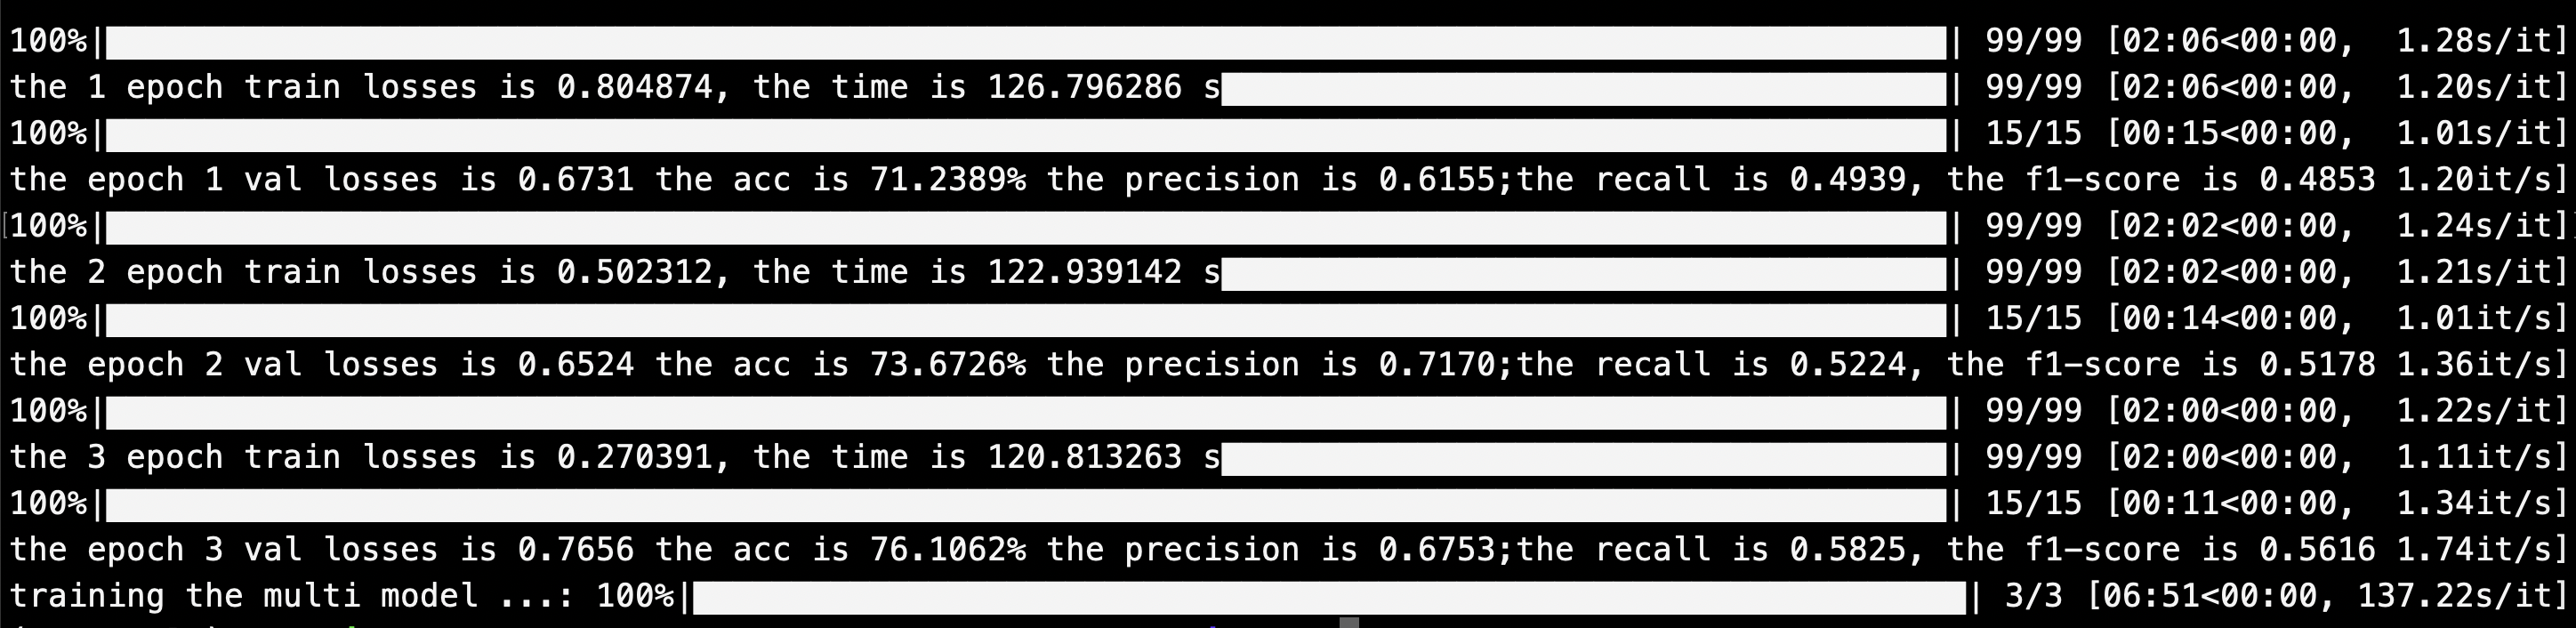 100%| | 99/99 [02:06<00:00,  1.28s/it]
the 1 epoch train losses is 0.804874, the time is 126.796286 s | 99/99 [02:06<00:00,  1.20s/it]
100%| | 15/15 [00:15<00:00,  1.01s/it]
the epoch 1 val losses is 0.6731 the acc is 71.2389% the precision is 0.6155;the recall is 0.4939, the f1-score is 0.4853 1.20it/s]
[100%| | 99/99 [02:02<00:00,  1.24s/it]
the 2 epoch train losses is 0.502312, the time is 122.939142 s | 99/99 [02:02<00:00,  1.21s/it]
100%| | 15/15 [00:14<00:00,  1.01it/s]
the epoch 2 val losses is 0.6524 the acc is 73.6726% the precision is 0.7170;the recall is 0.5224, the f1-score is 0.5178 1.36it/s]
100%| | 99/99 [02:00<00:00,  1.22s/it]
the 3 epoch train losses is 0.270391, the time is 120.813263 s | 99/99 [02:00<00:00,  1.11it/s]
100%| | 15/15 [00:11<00:00,  1.34it/s]
the epoch 3 val losses is 0.7656 the acc is 76.1062% the precision is 0.6753;the recall is 0.5825, the f1-score is 0.5616 1.74it/s]
training the multi model ...: 100%| | 3/3 [06:51<00:00, 137.22s/it]